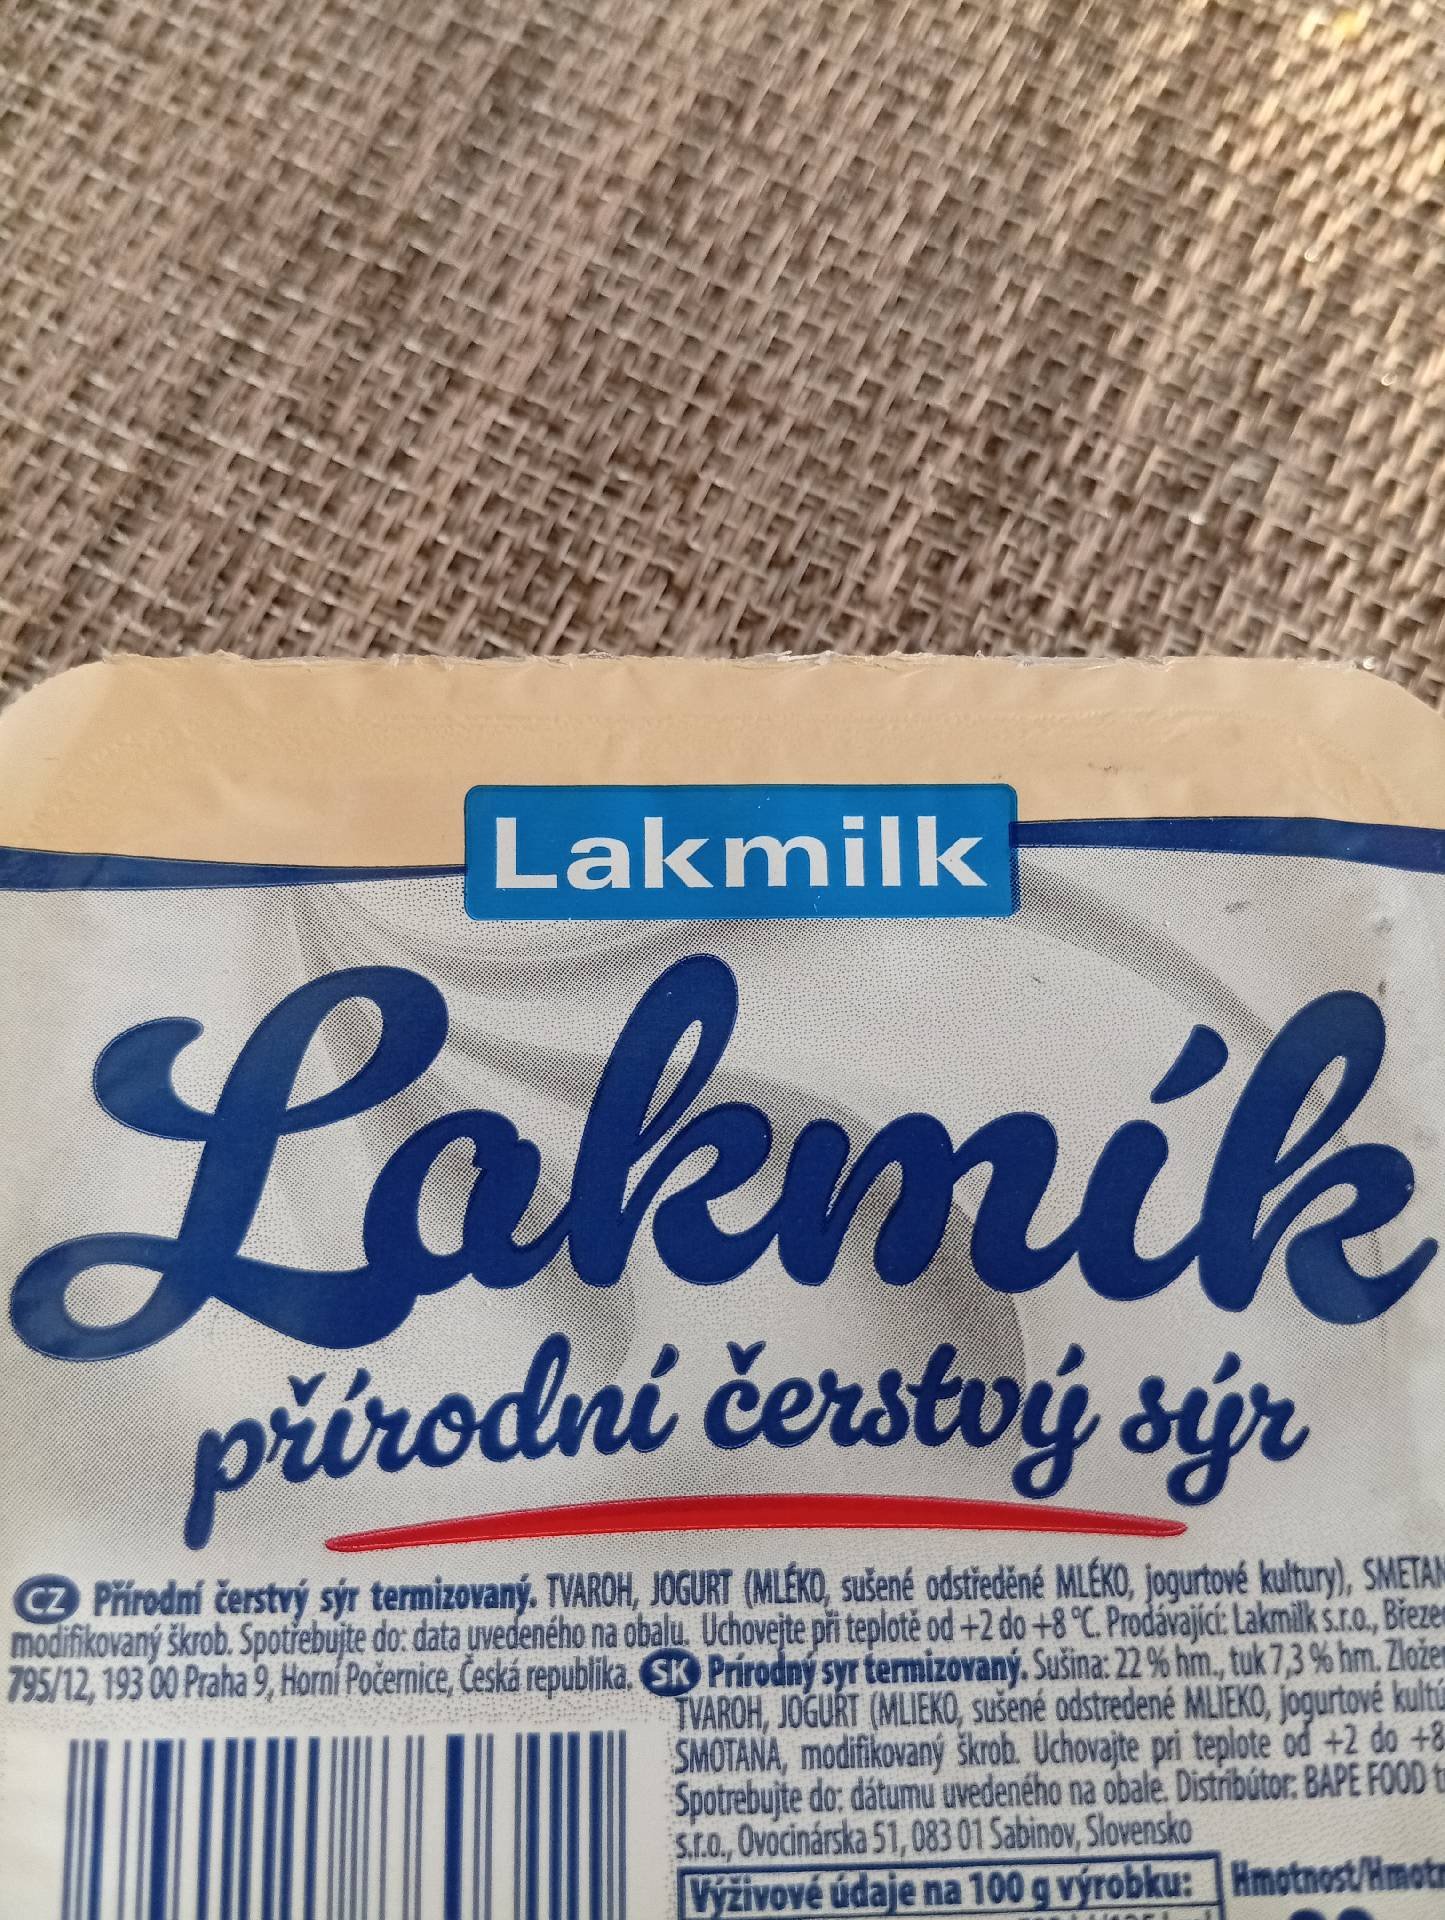 Lakmilk
Lakmík
přírodní čerstvý sýr
CZ Přírodní čerstvý sýr termizovaný. TVAROH, JOGURT (MLÉKO, sušené odstředěné MLÉKO, jogurtové kultury), SMETAN
modifikovaný škrob. Spotřebujte do: data uvedeného na obalu. Uchovejte při teplotě od +2 do +8 °C. Prodávající: Lakmilk s.r.o., Březe
795/12, 193 00 Praha 9, Horní Počernice, Česká republika. SK Prírodný syr termizovaný. Sušina: 22 % hm., tuk 7,3 % hm. Zlože
TVAROH, JOGURT (MLIEKO, sušené odstredené MLIEKO, jogurtové kultú
SMOTANA, modifikovaný škrob. Uchovajte pri teplote od +2 do +8
Spotrebujte do: dátumu uvedeného na obale. Distribútor: BAPE FOOD
s.r.o., Ovocinárska 51, 083 01 Sabinov, Slovensko
Výživové údaje na 100 g výrobku: Hmotnost/Hmotn